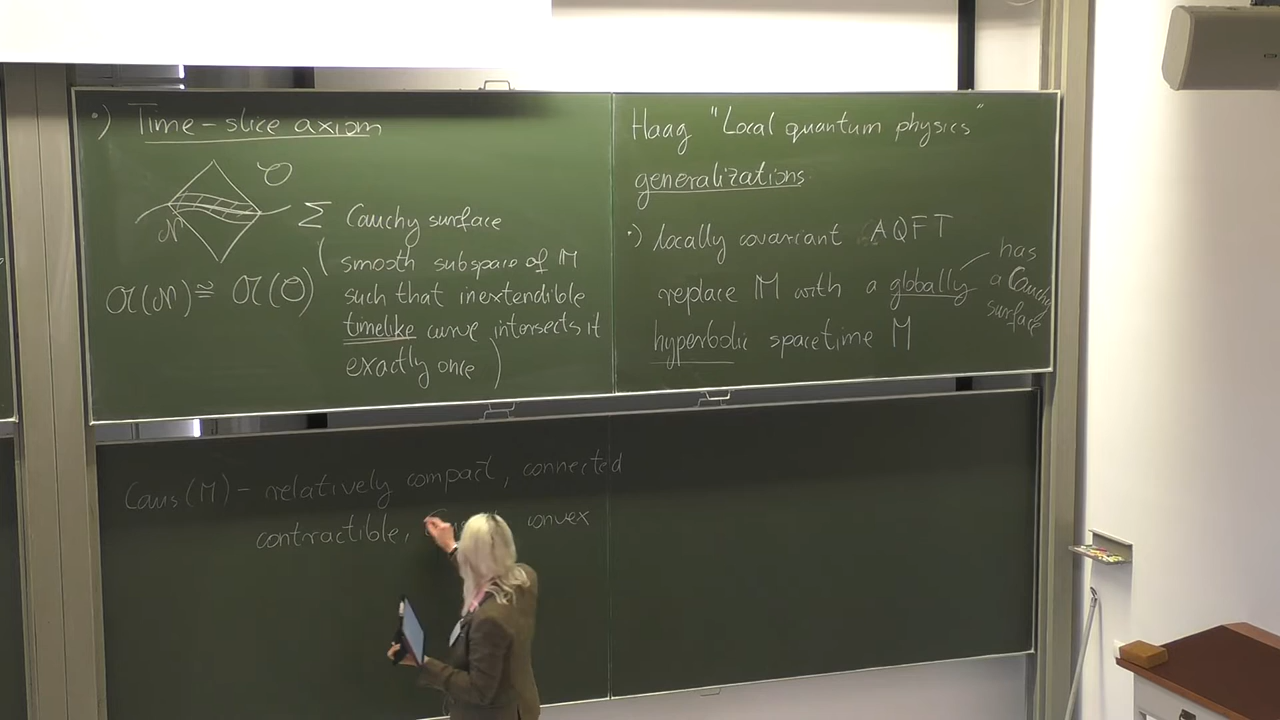 •) Time-slice axiom
O
N
Σ Cauchy surface
(smooth subspace of M
such that inextendible
timelike curve intersects it
exactly once)
𝔄(N) ≅ 𝔄(O)
Haag "Local quantum physics"
generalizations
•) locally covariant AQFT
replace M with a globally
hyperbolic spacetime M
has
a Cauchy
surface
Caus(M) - relatively compact, connected
contractible, convex